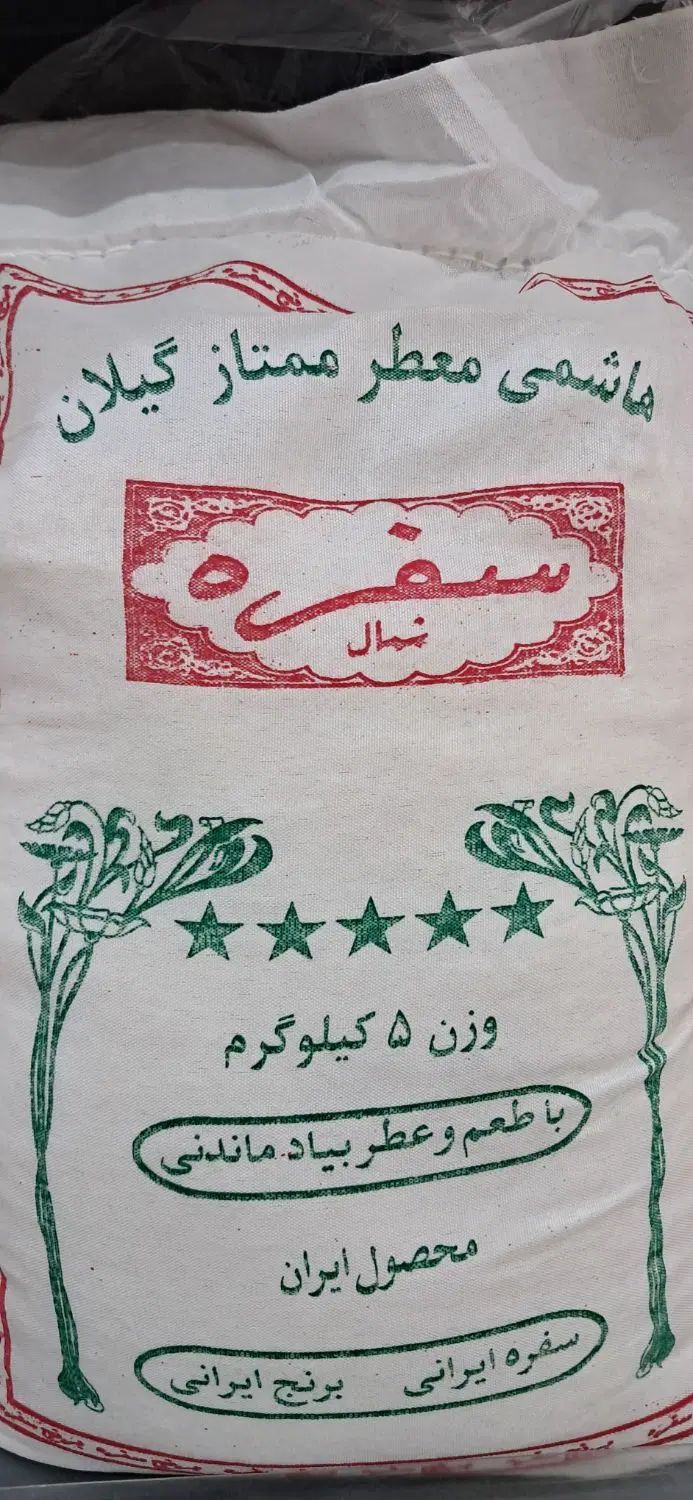 هاشمی معطر ممتاز گیلان
سفره
شمال
وزن ۵ کیلوگرم
با طعم و عطر بیاد ماندنی
محصول ایران
سفره ایرانی برنج ایرانی